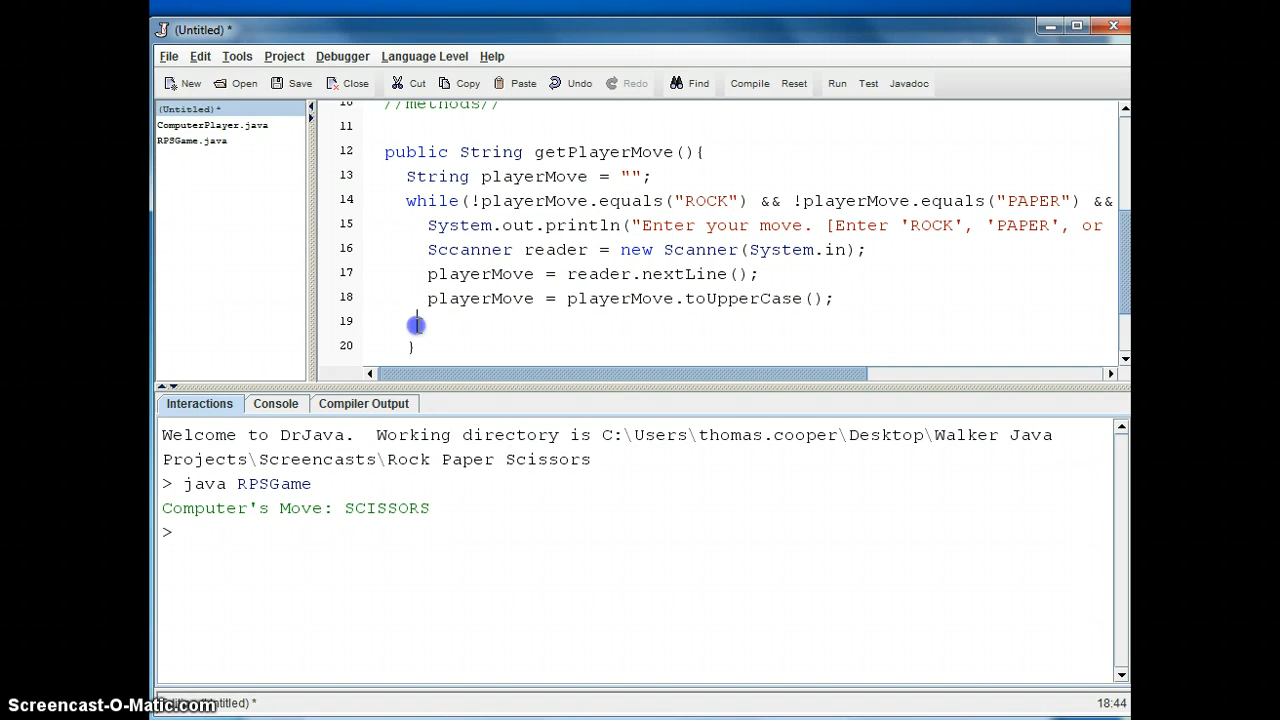 (Untitled) *
File Edit Tools Project Debugger Language Level Help
New Open Save Close Cut Copy Paste Undo Redo Find Compile Reset Run Test Javadoc
(Untitled) *
ComputerPlayer.java
RPSGame.java
10 //methods//
11
12 public String getPlayerMove(){
13 String playerMove = "";
14 while(!playerMove.equals("ROCK") && !playerMove.equals("PAPER") &&
15 System.out.println("Enter your move. [Enter 'ROCK', 'PAPER', or
16 Sccanner reader = new Scanner(System.in);
17 playerMove = reader.nextLine();
18 playerMove = playerMove.toUpperCase();
19
20 }
Interactions Console Compiler Output
Welcome to DrJava. Working directory is C:\Users\thomas.cooper\Desktop\Walker Java
Projects\Screencasts\Rock Paper Scissors
> java RPSGame
Computer's Move: SCISSORS
>
Screencast-O-Matic.com
(Untitled) *
18:44